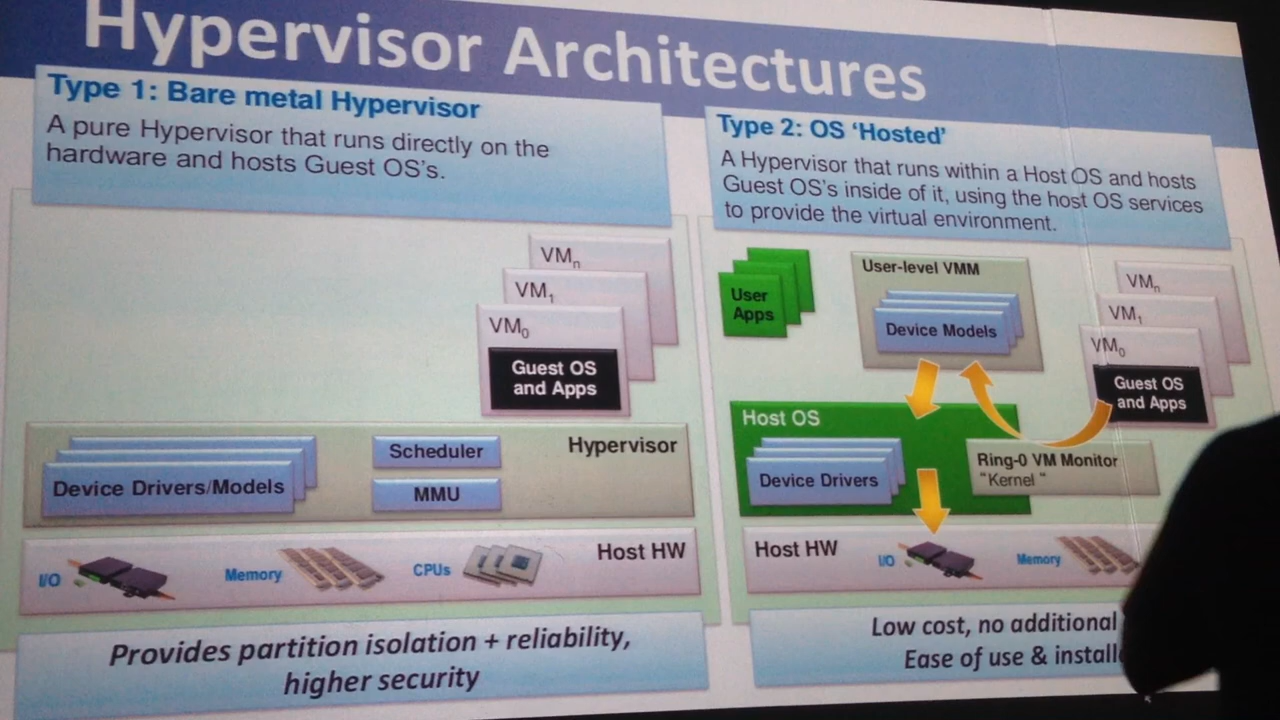 Hypervisor Architectures
Type 1: Bare metal Hypervisor
A pure Hypervisor that runs directly on the
hardware and hosts Guest OS's.
VMn
VM1
VM0
Guest OS
and Apps
Hypervisor
Device Drivers/Models
Scheduler
MMU
Host HW
I/O
Memory
CPUs
Provides partition isolation + reliability,
higher security
Type 2: OS ‘Hosted’
A Hypervisor that runs within a Host OS and hosts
Guest OS's inside of it, using the host OS services
to provide the virtual environment.
User
Apps
User-level VMM
Device Models
VMn
VM1
VM0
Guest OS
and Apps
Host OS
Device Drivers
Ring-0 VM Monitor
“Kernel “
Host HW
I/O
Memory
Low cost, no additional
Ease of use &